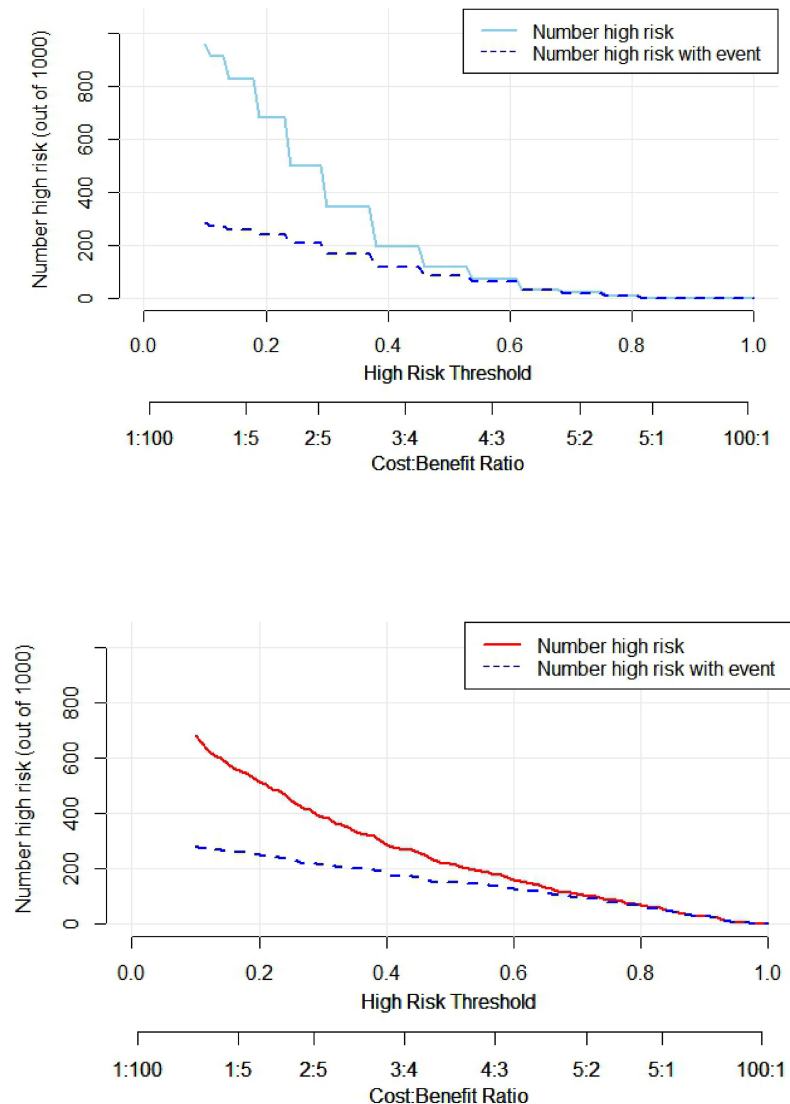 Number high risk
Number high risk with event
Number high risk (out of 1000)
800
600
400
200
0
0.0 0.2 0.4 0.6 0.8 1.0
High Risk Threshold
1:100 1:5 2:5 3:4 4:3 5:2 5:1 100:1
Cost:Benefit Ratio
Number high risk
Number high risk with event
Number high risk (out of 1000)
800
600
400
200
0
0.0 0.2 0.4 0.6 0.8 1.0
High Risk Threshold
1:100 1:5 2:5 3:4 4:3 5:2 5:1 100:1
Cost:Benefit Ratio